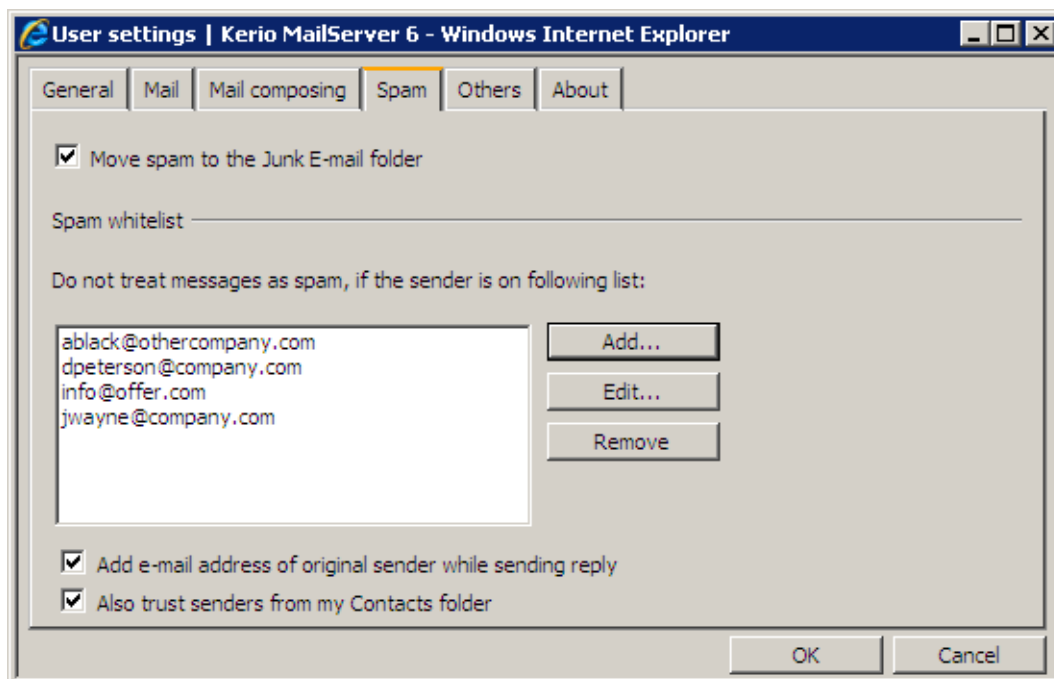 User settings | Kerio MailServer 6 - Windows Internet Explorer
General Mail Mail composing Spam Others About
Move spam to the Junk E-mail folder
Spam whitelist
Do not treat messages as spam, if the sender is on following list:
ablack@othercompany.com
dpeterson@company.com
info@offer.com
jwayne@company.com
Add...
Edit...
Remove
Add e-mail address of original sender while sending reply
Also trust senders from my Contacts folder
OK Cancel